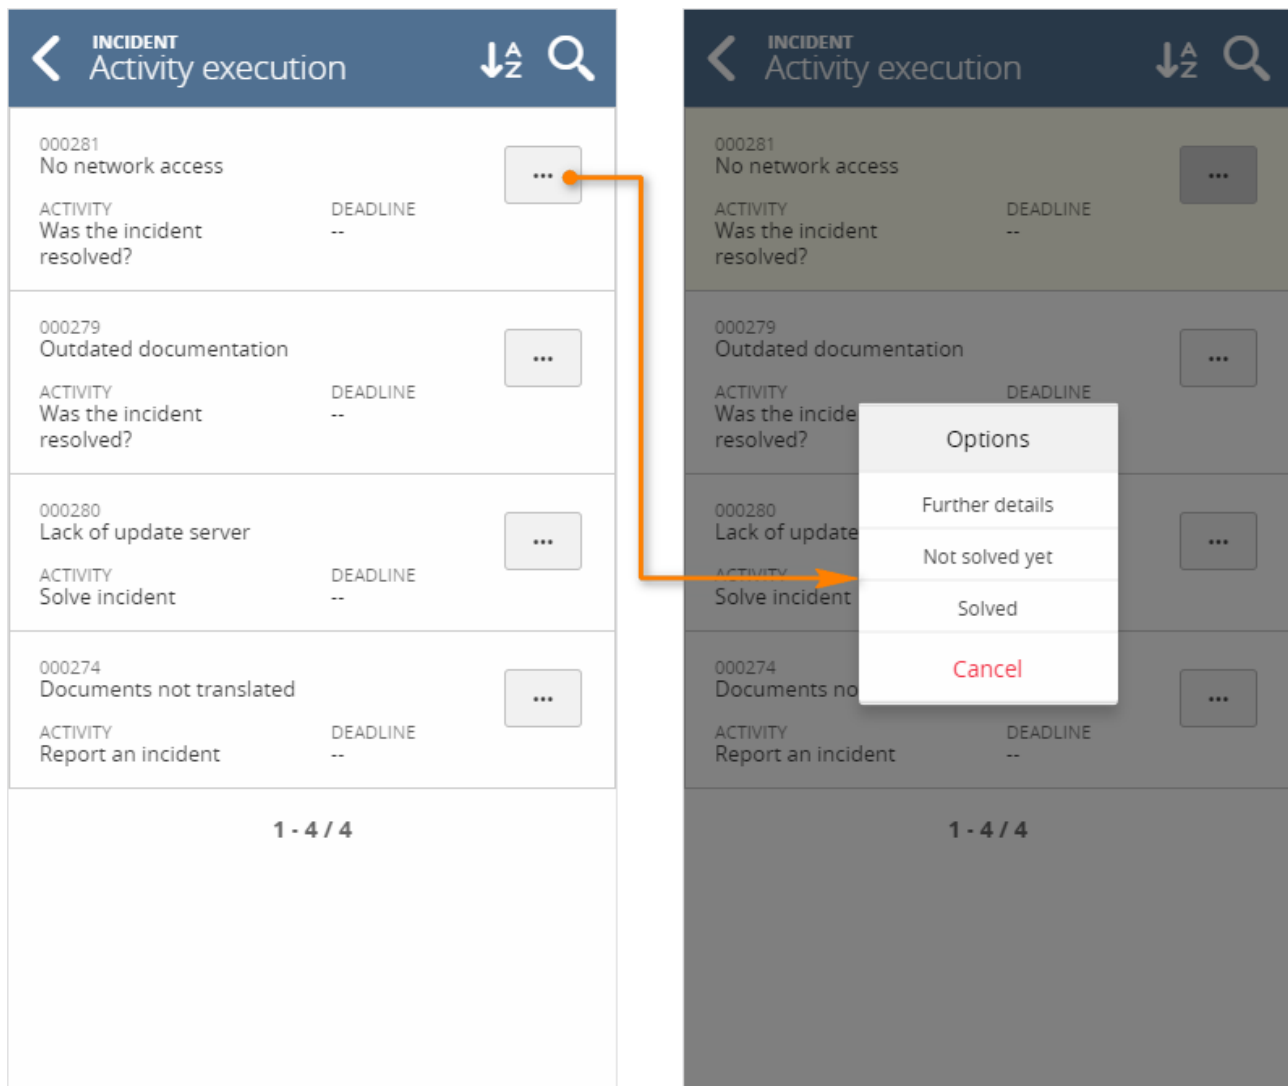 INCIDENT
Activity execution
A
Z
000281
No network access
...
ACTIVITY
DEADLINE
Was the incident
--
resolved?
000279
Outdated documentation
...
ACTIVITY
DEADLINE
Was the incident
--
resolved?
000280
Lack of update server
...
ACTIVITY
DEADLINE
Solve incident
--
000274
Documents not translated
...
ACTIVITY
DEADLINE
Report an incident
--
1 - 4 / 4
INCIDENT
Activity execution
A
Z
000281
No network access
...
ACTIVITY
DEADLINE
Was the incident
--
resolved?
000279
Outdated documentation
...
ACTIVITY
DEADLINE
Was the incide
resolved?
000280
Lack of update
...
ACTIVITY
Solve incident
000274
Documents no
...
ACTIVITY
DEADLINE
Report an incident
--
1 - 4 / 4
Options
Further details
Not solved yet
Solved
Cancel